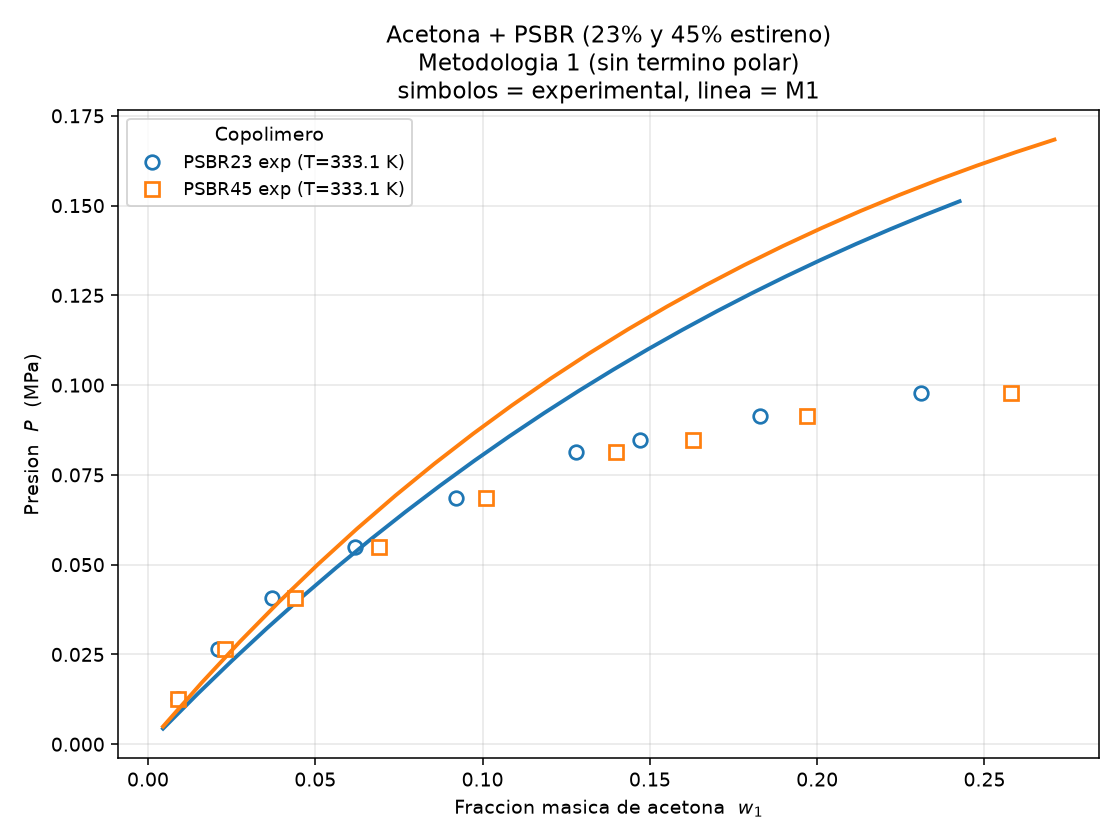 Acetona + PSBR (23% y 45% estireno)
Metodologia 1 (sin termino polar)
simbolos = experimental, linea = M1
Copolimero
PSBR23 exp (T=333.1 K)
PSBR45 exp (T=333.1 K)
Presion P (MPa)
0.175
0.150
0.125
0.100
0.075
0.050
0.025
0.000
0.00 0.05 0.10 0.15 0.20 0.25
Fraccion masica de acetona w₁